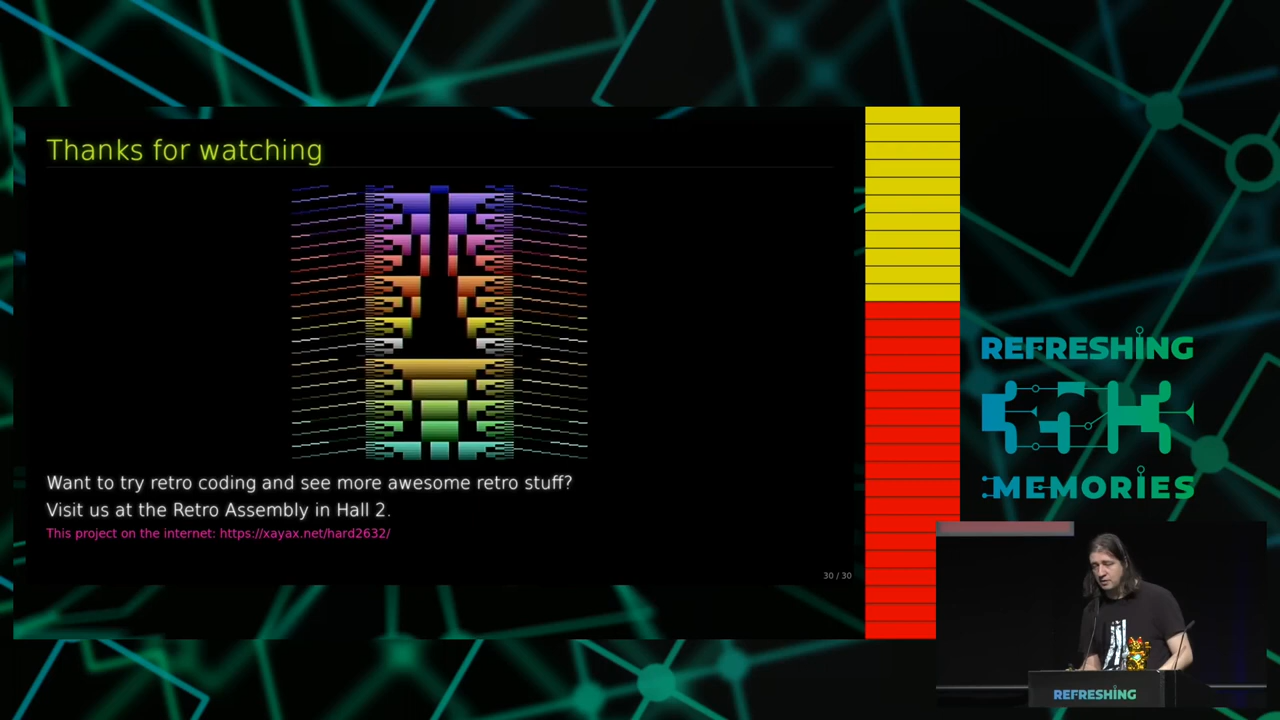 Thanks for watching
Want to try retro coding and see more awesome retro stuff?
Visit us at the Retro Assembly in Hall 2.
This project on the internet: https://xayax.net/hard2632/
30 / 30
REFRESHING
MEMORIES
REFRESHING